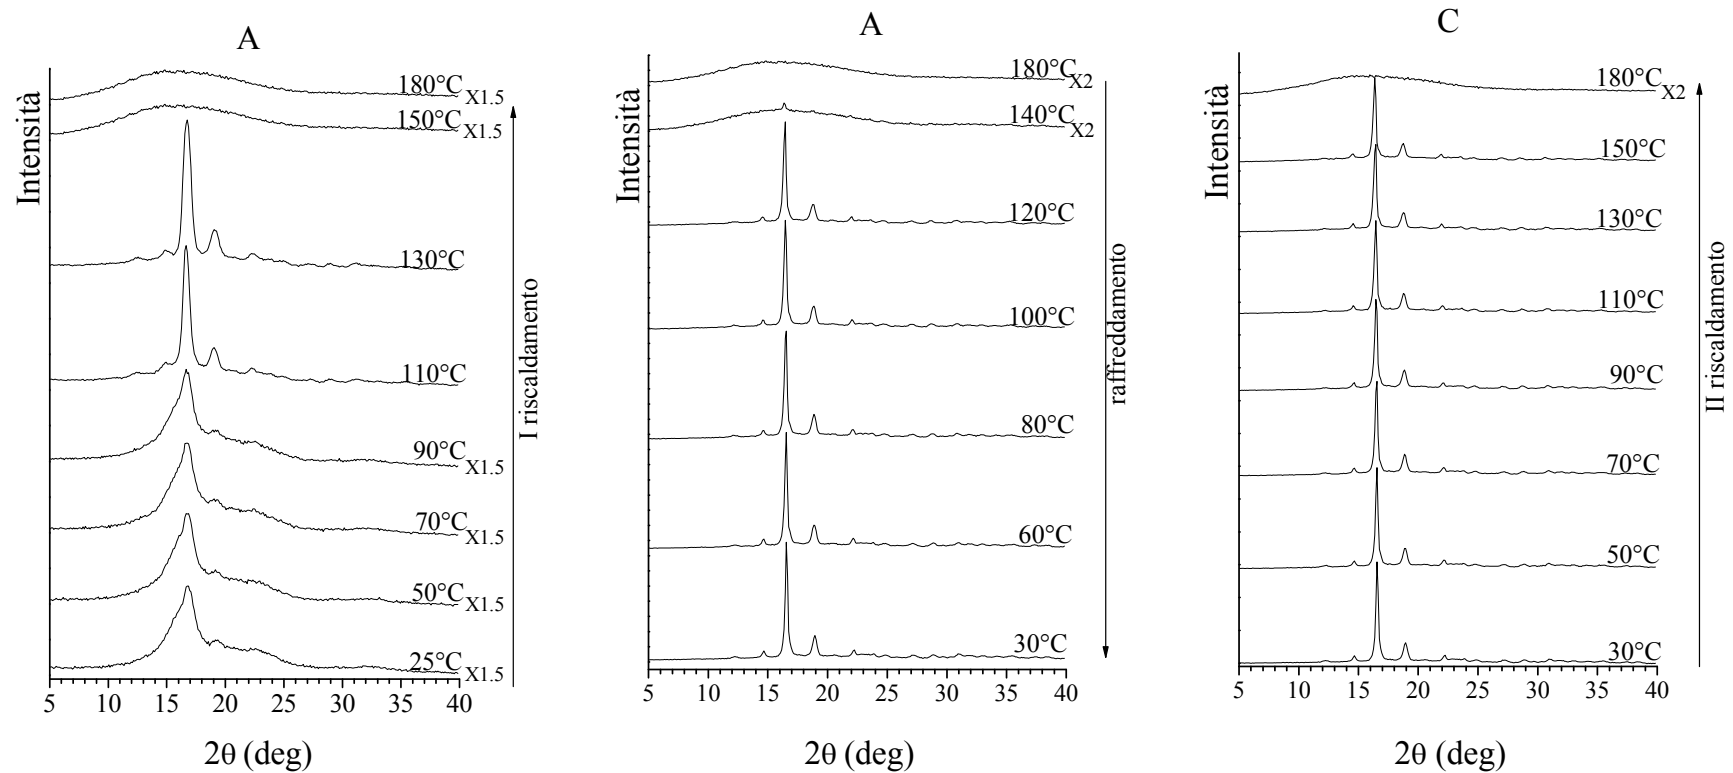 A
Intensità
180°C X1.5
150°C X1.5
130°C
110°C
90°C X1.5
70°C X1.5
50°C X1.5
25°C X1.5
I riscaldamento
5 10 15 20 25 30 35 40
2θ (deg)
A
Intensità
180°C X2
140°C X2
120°C
100°C
80°C
60°C
30°C
raffreddamento
5 10 15 20 25 30 35 40
2θ (deg)
C
Intensità
180°C X2
150°C
130°C
110°C
90°C
70°C
50°C
30°C
II riscaldamento
5 10 15 20 25 30 35 40
2θ (deg)